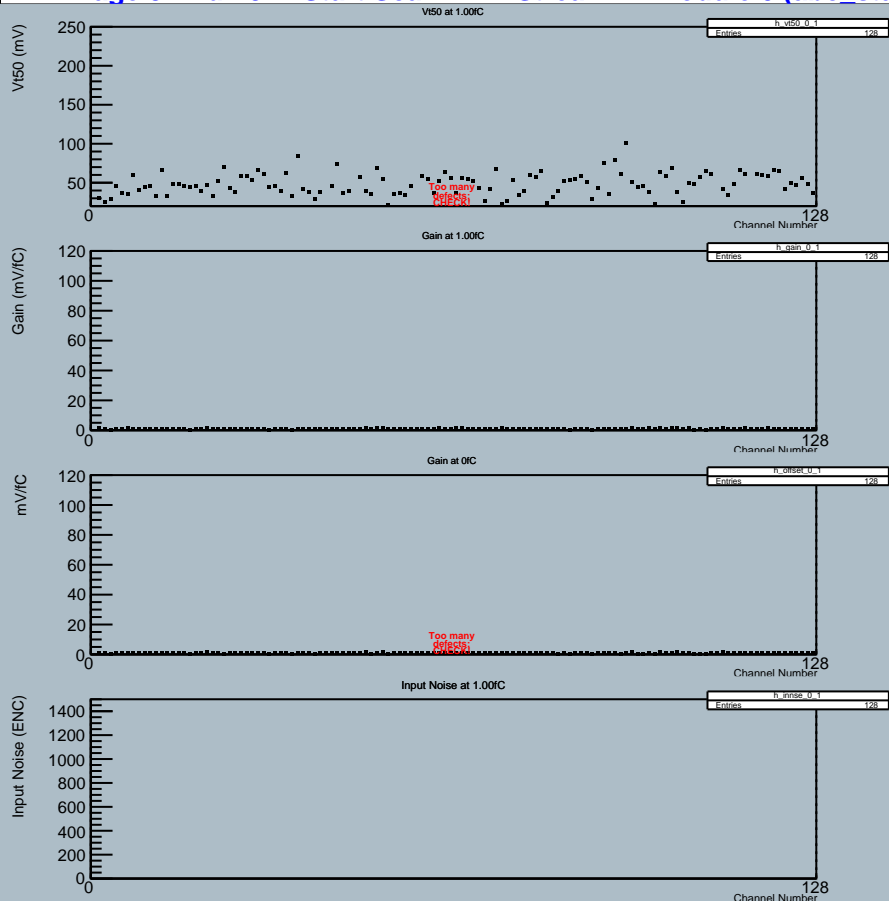 Vt50 at 1.00fC
h_vt50_0_1
Entries 128
Vt50 (mV)
250
200
150
100
50
Too many
defects:
CHECK!
0
128
Channel Number
Gain at 1.00fC
h_gain_0_1
Entries 128
Gain (mV/fC)
120
100
80
60
40
20
0
0
128
Channel Number
Gain at 0fC
h_offset_0_1
Entries 128
mV/fC
120
100
80
60
40
20
0
Too many
defects:
CHECK!
0
128
Channel Number
Input Noise at 1.00fC
h_innse_0_1
Entries 128
Input Noise (ENC)
1400
1200
1000
800
600
400
200
0
0
128
Channel Number